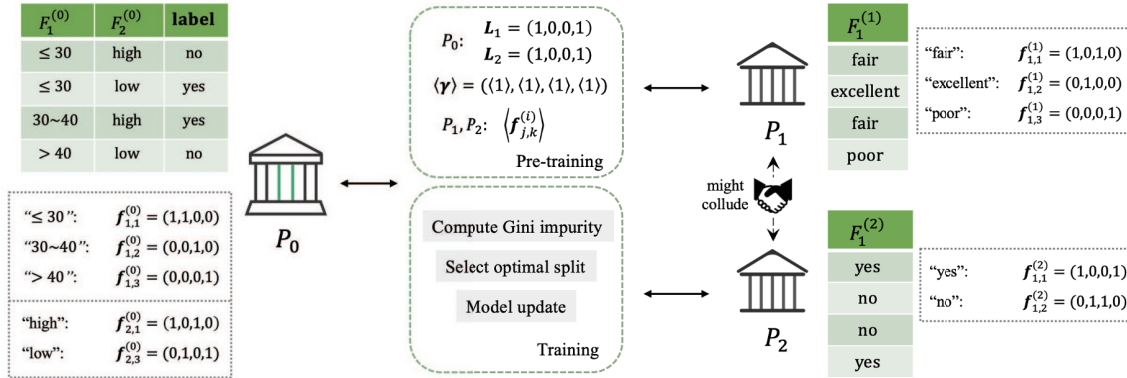 F_1^{(0)} F_2^{(0)} label
≤ 30 high no
≤ 30 low yes
30~40 high yes
> 40 low no
"≤ 30": f_{1,1}^{(0)} = (1,1,0,0)
"30~40": f_{1,2}^{(0)} = (0,0,1,0)
"> 40": f_{1,3}^{(0)} = (0,0,0,1)
"high": f_{2,1}^{(0)} = (1,0,1,0)
"low": f_{2,3}^{(0)} = (0,1,0,1)
P_0
P_0: L_1 = (1,0,0,1)
L_2 = (1,0,0,1)
⟨γ⟩ = (⟨1⟩, ⟨1⟩, ⟨1⟩, ⟨1⟩)
P_1, P_2: ⟨f_{j,k}^{(i)}⟩
Pre-training
Compute Gini impurity
Select optimal split
Model update
Training
P_1
might
collude
P_2
F_1^{(1)}
fair
excellent
fair
poor
"fair": f_{1,1}^{(1)} = (1,0,1,0)
"excellent": f_{1,2}^{(1)} = (0,1,0,0)
"poor": f_{1,3}^{(1)} = (0,0,0,1)
F_1^{(2)}
yes
no
no
yes
"yes": f_{1,1}^{(2)} = (1,0,0,1)
"no": f_{1,2}^{(2)} = (0,1,1,0)